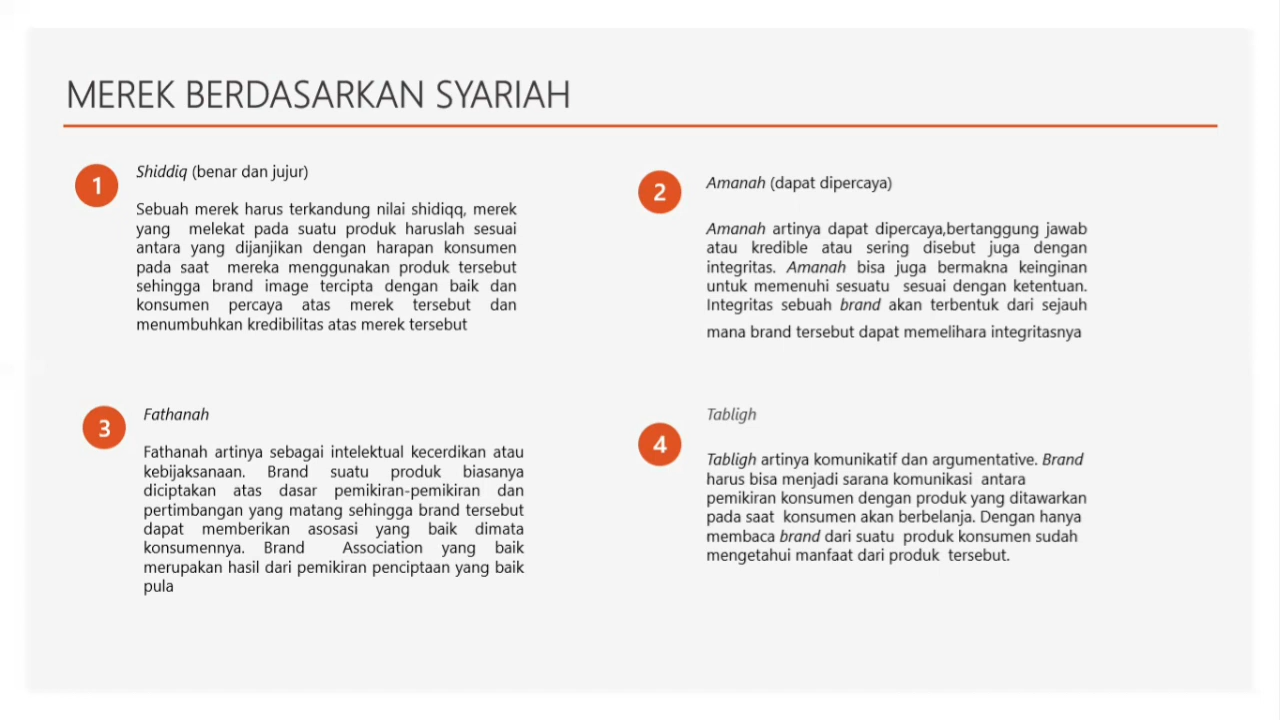 MEREK BERDASARKAN SYARIAH
1
Shiddiq (benar dan jujur)
Sebuah merek harus terkandung nilai shidiqq, merek
yang melekat pada suatu produk haruslah sesuai
antara yang dijanjikan dengan harapan konsumen
pada saat mereka menggunakan produk tersebut
sehingga brand image tercipta dengan baik dan
konsumen percaya atas merek tersebut dan
menumbuhkan kredibilitas atas merek tersebut
2
Amanah (dapat dipercaya)
Amanah artinya dapat dipercaya,bertanggung jawab
atau kredible atau sering disebut juga dengan
integritas. Amanah bisa juga bermakna keinginan
untuk memenuhi sesuatu sesuai dengan ketentuan.
Integritas sebuah brand akan terbentuk dari sejauh
mana brand tersebut dapat memelihara integritasnya
3
Fathanah
Fathanah artinya sebagai intelektual kecerdikan atau
kebijaksanaan. Brand suatu produk biasanya
diciptakan atas dasar pemikiran-pemikiran dan
pertimbangan yang matang sehingga brand tersebut
dapat memberikan asosasi yang baik dimata
konsumennya. Brand Association yang baik
merupakan hasil dari pemikiran penciptaan yang baik
pula
4
Tabligh
Tabligh artinya komunikatif dan argumentative. Brand
harus bisa menjadi sarana komunikasi antara
pemikiran konsumen dengan produk yang ditawarkan
pada saat konsumen akan berbelanja. Dengan hanya
membaca brand dari suatu produk konsumen sudah
mengetahui manfaat dari produk tersebut.